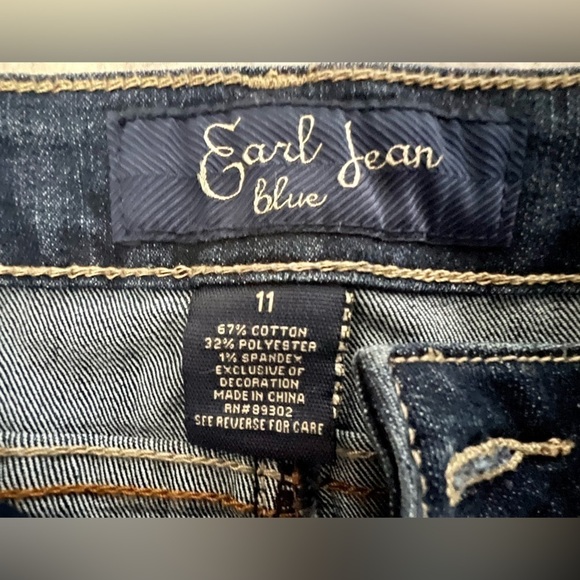 Earl Jean
blue
11
67% COTTON
32% POLYESTER
1% SPANDEX
EXCLUSIVE OF
DECORATION
MADE IN CHINA
RN#89302
SEE REVERSE FOR CARE